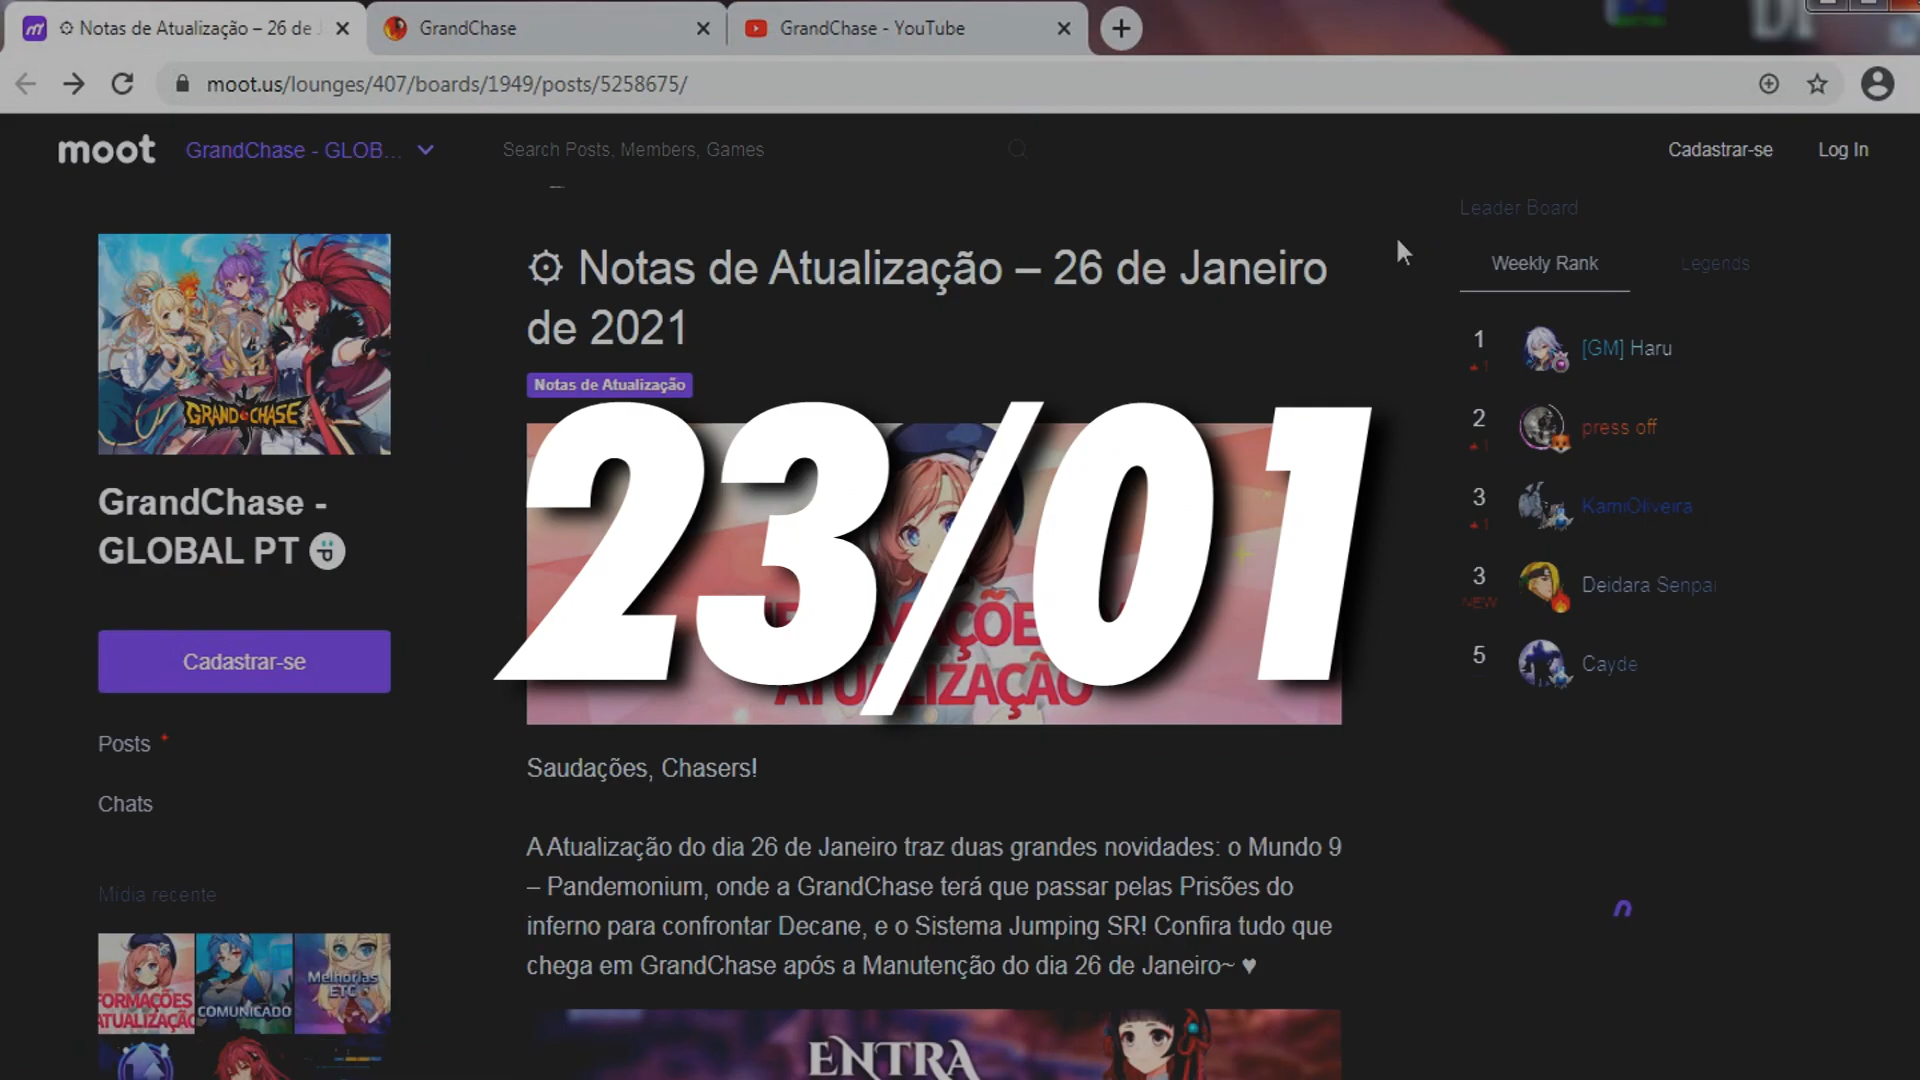 Notas de Atualização – 26 de J
GrandChase
GrandChase - YouTube
moot.us/lounges/407/boards/1949/posts/5258675/
moot
GrandChase - GLOB...
Search Posts, Members, Games
Cadastrar-se
Log In
Leader Board
Weekly Rank
Legends
Notas de Atualização – 26 de Janeiro
de 2021
Notas de Atualização
23/01
ATUALIZAÇÃO
GRAND CHASE
GrandChase -
GLOBAL PT
Cadastrar-se
Posts
Chats
Mídia recente
FORMAÇÕES
ATUALIZAÇÃO
COMUNICADO
Melhorias
ETC
1
[GM] Haru
2
press off
3
KamiOliveira
3
NEW
Deidara Senpai
5
Cayde
Saudações, Chasers!
A Atualização do dia 26 de Janeiro traz duas grandes novidades: o Mundo 9
– Pandemonium, onde a GrandChase terá que passar pelas Prisões do
inferno para confrontar Decane, e o Sistema Jumping SR! Confira tudo que
chega em GrandChase após a Manutenção do dia 26 de Janeiro~ ♥
ENTRA